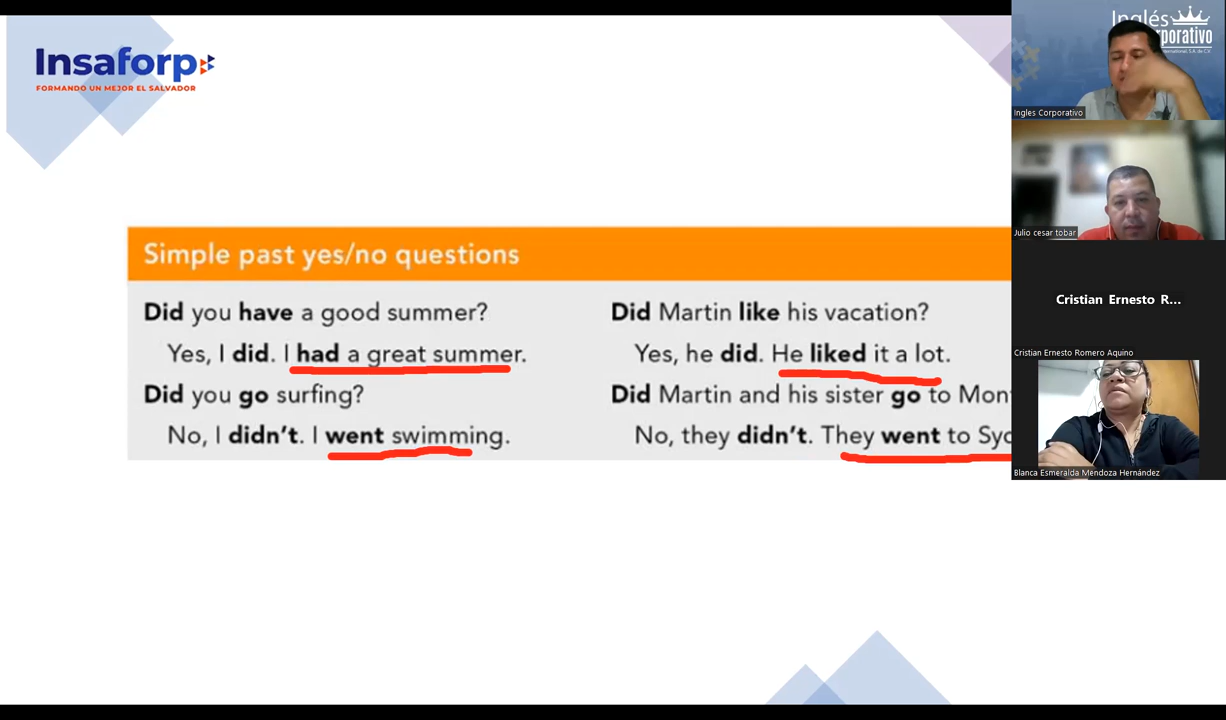 Insaforp
FORMANDO UN MEJOR EL SALVADOR
Simple past yes/no questions
Did you have a good summer?
Yes, I did. I had a great summer.
Did you go surfing?
No, I didn't. I went swimming.
Did Martin like his vacation?
Yes, he did. He liked it a lot.
Did Martin and his sister go to
No, they didn't. They went to
Inglés
International, S.A. de C.V.
Ingles Corporativo
Julio cesar tobar
Cristian Ernesto R...
Cristian Ernesto Romero Aquino
Blanca Esmeralda Mendoza Hernández